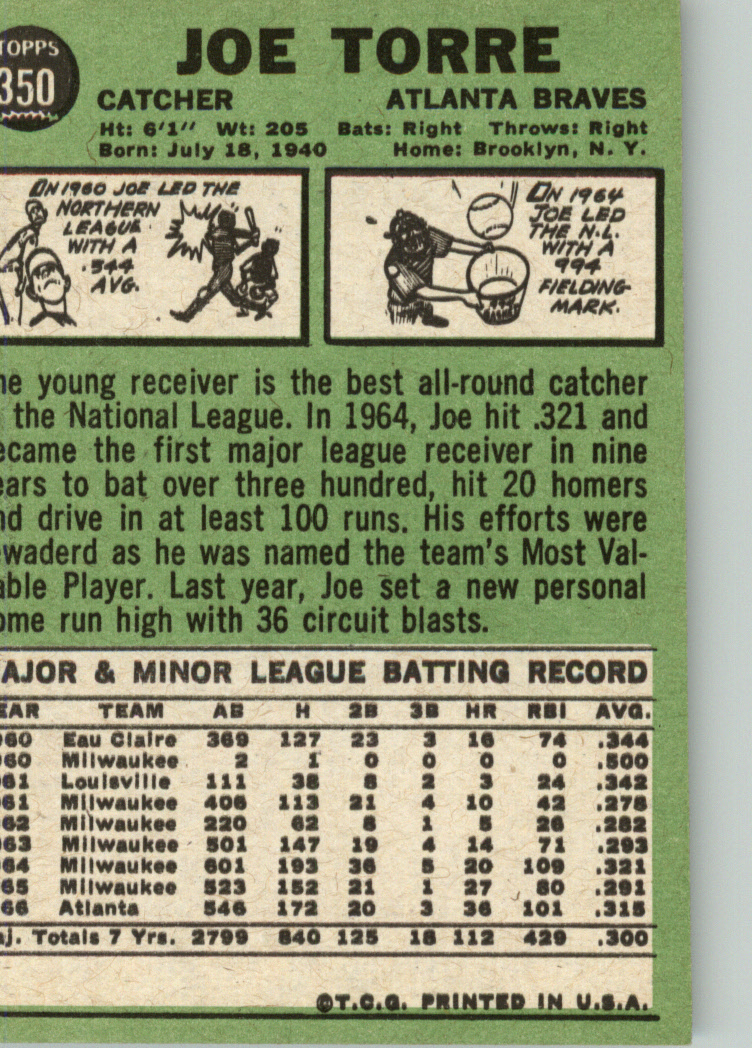 TOPPS
350
JOE TORRE
CATCHER ATLANTA BRAVES
Ht: 6'1" Wt: 205 Bats: Right Throws: Right
Born: July 18, 1940 Home: Brooklyn, N. Y.
IN 1960 JOE LED THE
NORTHERN
LEAGUE
WITH A
.344
AVG.
IN 1964
JOE LED
THE N.L.
WITH A
994
FIELDING
MARK.
he young receiver is the best all-round catcher
the National League. In 1964, Joe hit .321 and
ecame the first major league receiver in nine
ears to bat over three hundred, hit 20 homers
nd drive in at least 100 runs. His efforts were
ewaderd as he was named the team's Most Val-
able Player. Last year, Joe set a new personal
ome run high with 36 circuit blasts.
AJOR & MINOR LEAGUE BATTING RECORD
EAR TEAM AB H 2B 3B HR RBI AVG.
60 Eau Claire 369 127 23 3 16 74 .344
60 Milwaukee 2 1 0 0 0 0 .500
61 Louisville 111 38 8 2 3 24 .342
61 Milwaukee 406 113 21 4 10 42 .278
62 Milwaukee 220 62 8 1 5 26 .282
63 Milwaukee 501 147 19 4 14 71 .293
64 Milwaukee 601 193 36 5 20 109 .321
65 Milwaukee 523 152 21 1 27 80 .291
66 Atlanta 546 172 20 3 36 101 .315
aj. Totals 7 Yrs. 2799 840 125 18 112 429 .300
©T.C.G. PRINTED IN U.S.A.